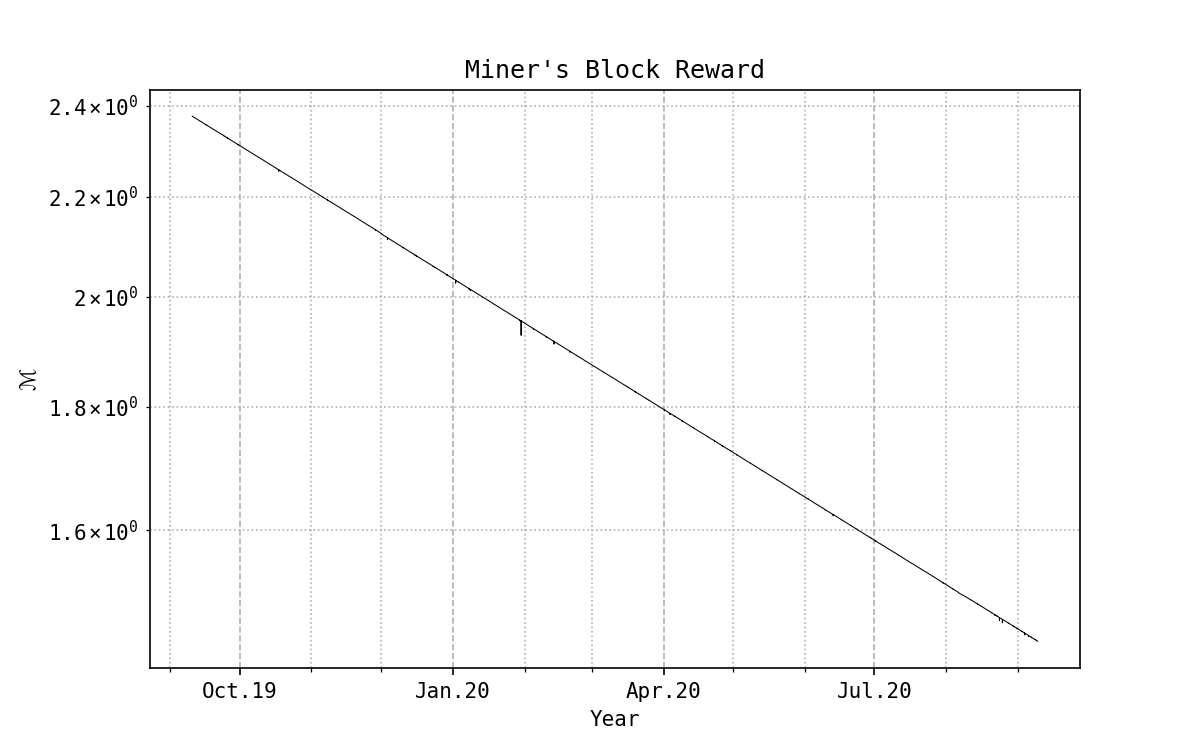 Miner's Block Reward
2.4×10⁰
2.2×10⁰
2×10⁰
1.8×10⁰
1.6×10⁰
ℳ
Oct.19 Jan.20 Apr.20 Jul.20
Year